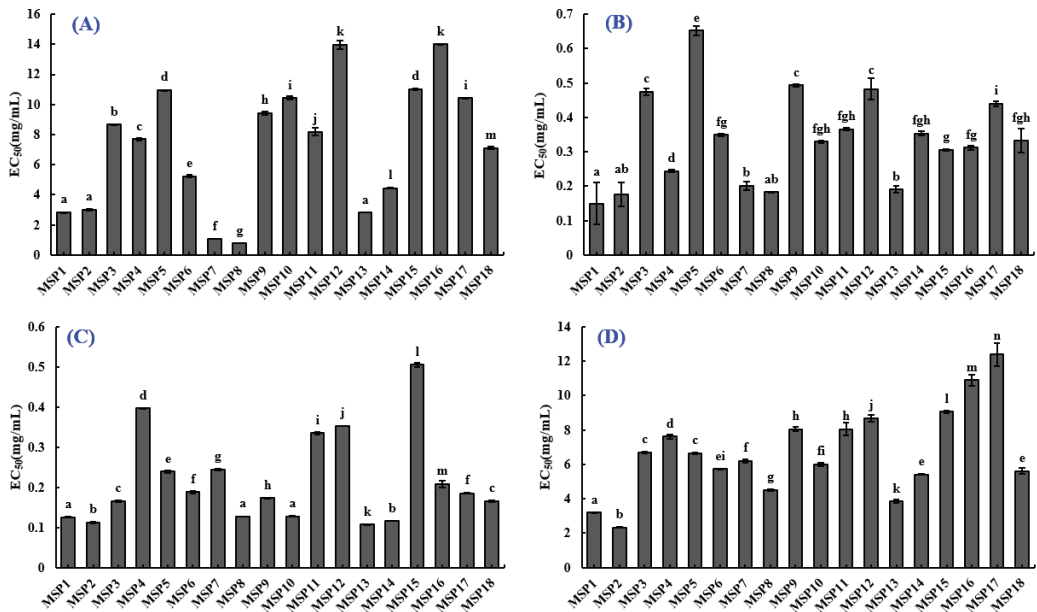 (A)
EC50(mg/mL)
16
14
12
10
8
6
4
2
0
a a b c d e f g h i j k a l d k i m
MSP1 MSP2 MSP3 MSP4 MSP5 MSP6 MSP7 MSP8 MSP9 MSP10 MSP11 MSP12 MSP13 MSP14 MSP15 MSP16 MSP17 MSP18
(B)
EC50(mg/mL)
0.7
0.6
0.5
0.4
0.3
0.2
0.1
0
a ab c d e fg b ab c fgh fgh c b fgh g fg i fgh
MSP1 MSP2 MSP3 MSP4 MSP5 MSP6 MSP7 MSP8 MSP9 MSP10 MSP11 MSP12 MSP13 MSP14 MSP15 MSP16 MSP17 MSP18
(C)
EC50(mg/mL)
0.6
0.5
0.4
0.3
0.2
0.1
0
a b c d e f g a h a i j k b l m f c
MSP1 MSP2 MSP3 MSP4 MSP5 MSP6 MSP7 MSP8 MSP9 MSP10 MSP11 MSP12 MSP13 MSP14 MSP15 MSP16 MSP17 MSP18
(D)
EC50(mg/mL)
14
12
10
8
6
4
2
0
a b c d c ei f g h fi h j k e l m n e
MSP1 MSP2 MSP3 MSP4 MSP5 MSP6 MSP7 MSP8 MSP9 MSP10 MSP11 MSP12 MSP13 MSP14 MSP15 MSP16 MSP17 MSP18